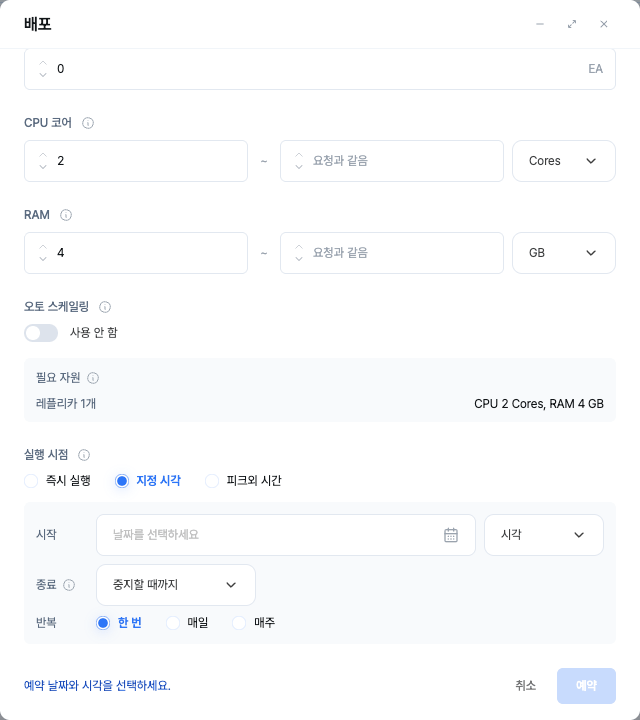 배포
0 EA
CPU 코어
2 ~ 요청과 같음 Cores
RAM
4 ~ 요청과 같음 GB
오토 스케일링
사용 안 함
필요 자원
레플리카 1개 CPU 2 Cores, RAM 4 GB
실행 시점
즉시 실행 지정 시각 피크외 시간
시작 날짜를 선택하세요 시각
종료 중지할 때까지
반복 한 번 매일 매주
예약 날짜와 시각을 선택하세요. 취소 예약